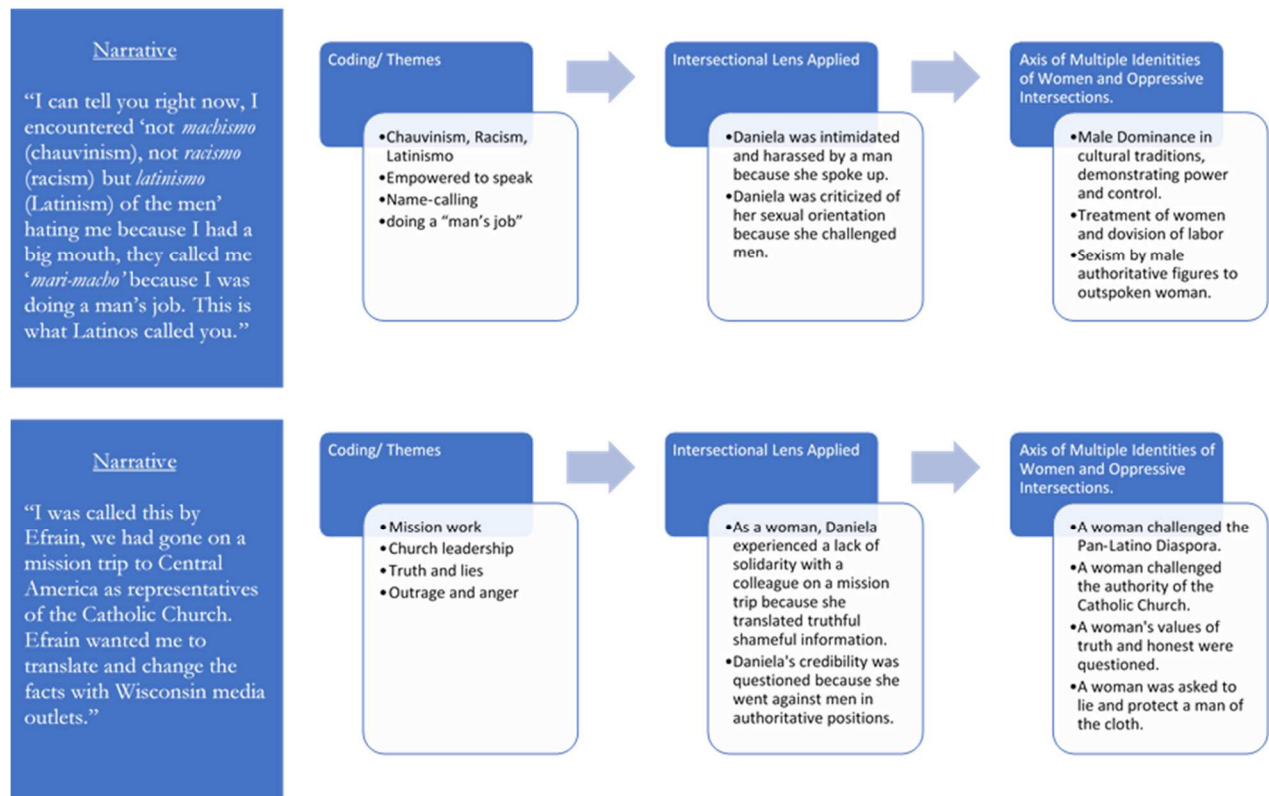 Narrative
“I can tell you right now, I
encountered ‘not machismo
(chauvinism), not racismo
(racism) but latinismo
(Latinism) of the men’
hating me because I had a
big mouth, they called me
‘mari-macho’ because I was
doing a man’s job. This is
what Latinos called you.”
Coding/ Themes
•Chauvinism, Racism,
Latinismo
•Empowered to speak
•Name-calling
•doing a “man’s job”
Intersectional Lens Applied
•Daniela was intimidated
and harassed by a man
because she spoke up.
•Daniela was criticized of
her sexual orientation
because she challenged
men.
Axis of Multiple Identitities
of Women and Oppressive
Intersections.
•Male Dominance in
cultural traditions,
demonstrating power
and control.
•Treatment of women
and dovision of labor
•Sexism by male
authoritative figures to
outspoken woman.
Narrative
“I was called this by
Efrain, we had gone on a
mission trip to Central
America as representatives
of the Catholic Church.
Efrain wanted me to
translate and change the
facts with Wisconsin media
outlets.”
Coding/ Themes
•Mission work
•Church leadership
•Truth and lies
•Outrage and anger
Intersectional Lens Applied
•As a woman, Daniela
experienced a lack of
solidarity with a
colleague on a mission
trip because she
translated truthful
shameful information.
•Daniela's credibility was
questioned because she
went against men in
authoritative positions.
Axis of Multiple Identities of
Women and Oppressive
Intersections.
•A woman challenged the
Pan-Latino Diaspora.
•A woman challenged
the authority of the
Catholic Church.
•A woman's values of
truth and honest were
questioned.
•A woman was asked to
lie and protect a man of
the cloth.